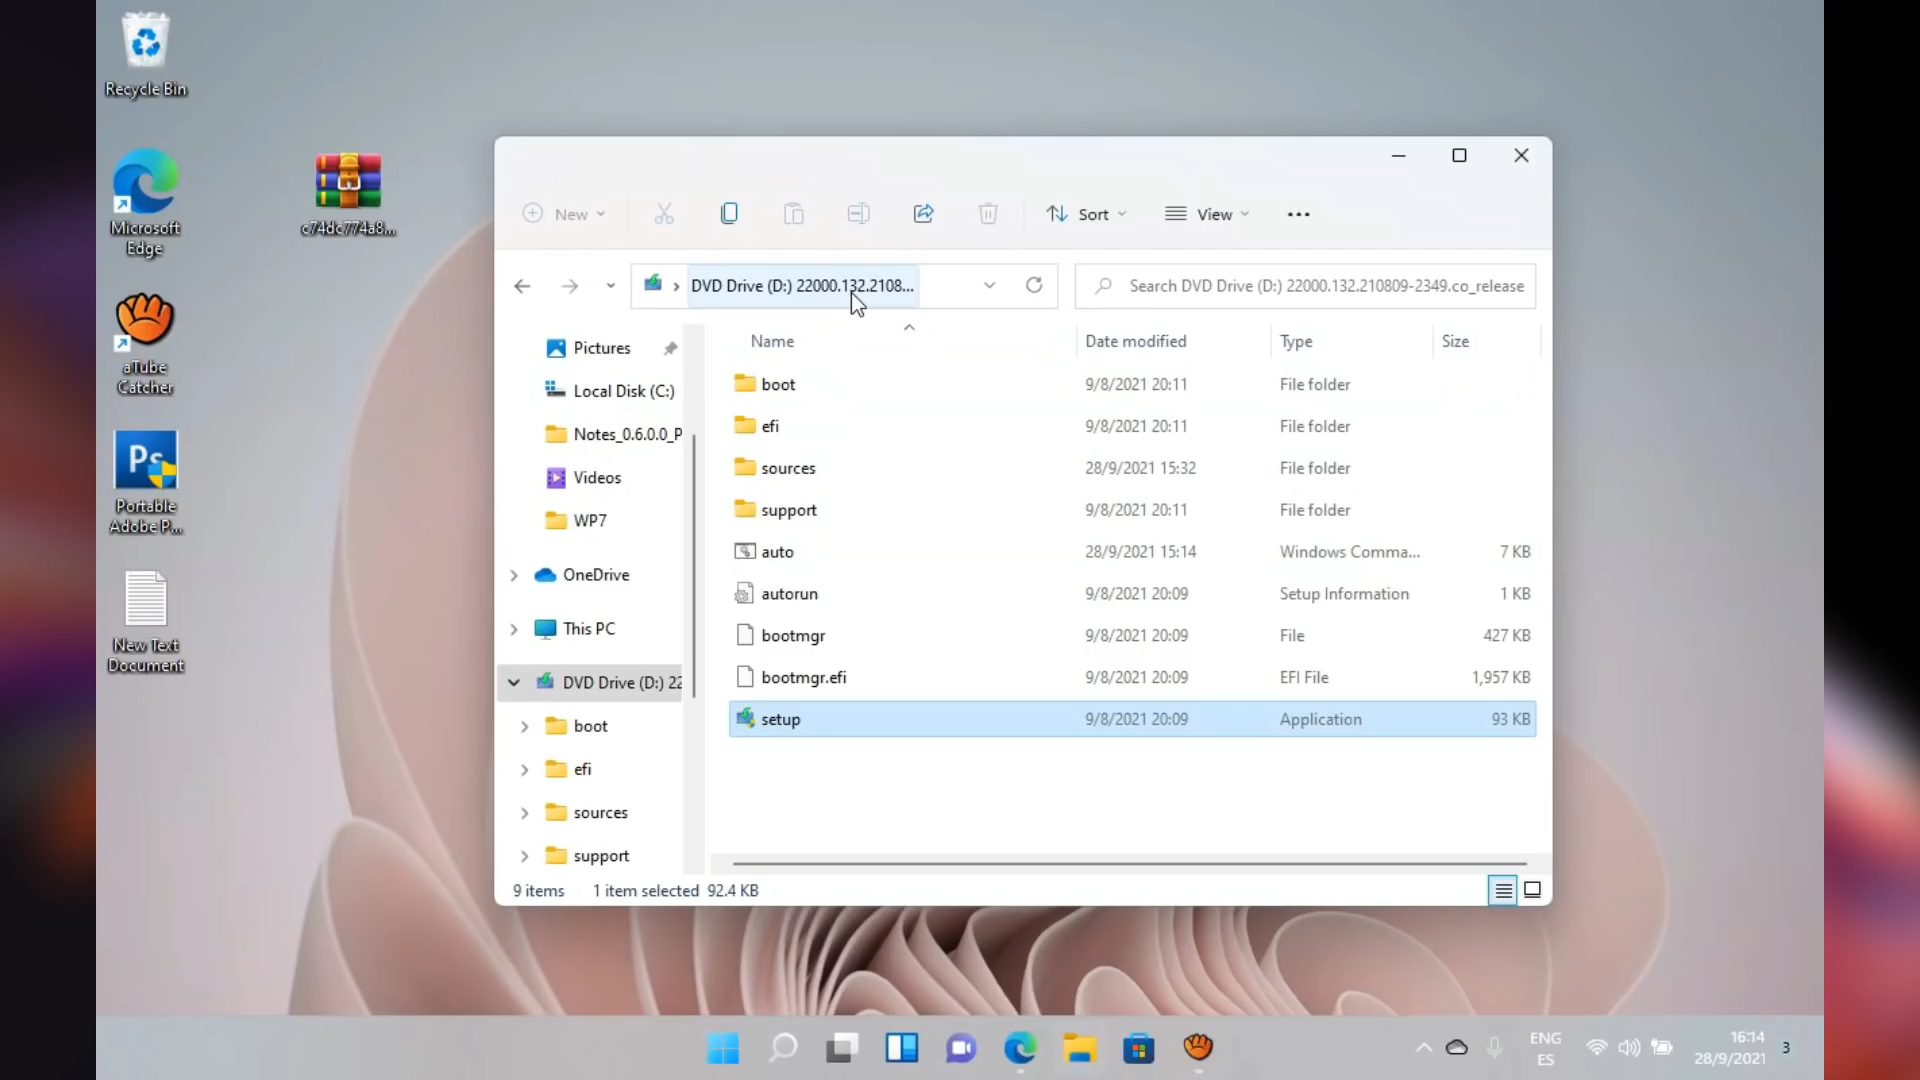 Recycle Bin
Microsoft
Edge
aTube
Catcher
Ps
Portable
Adobe P...
New Text
Document
c74dc774a8...
New
Sort
View
DVD Drive (D:) 22000.132.2108...
Search DVD Drive (D:) 22000.132.210809-2349.co_release
Pictures
Local Disk (C:)
Notes_0.6.0.0_P
Videos
WP7
OneDrive
This PC
DVD Drive (D:) 22
boot
efi
sources
support
Name Date modified Type Size
boot 9/8/2021 20:11 File folder
efi 9/8/2021 20:11 File folder
sources 28/9/2021 15:32 File folder
support 9/8/2021 20:11 File folder
auto 28/9/2021 15:14 Windows Comma... 7 KB
autorun 9/8/2021 20:09 Setup Information 1 KB
bootmgr 9/8/2021 20:09 File 427 KB
bootmgr.efi 9/8/2021 20:09 EFI File 1,957 KB
setup 9/8/2021 20:09 Application 93 KB
9 items 1 item selected 92.4 KB
ENG
ES
16:14
28/9/2021
3